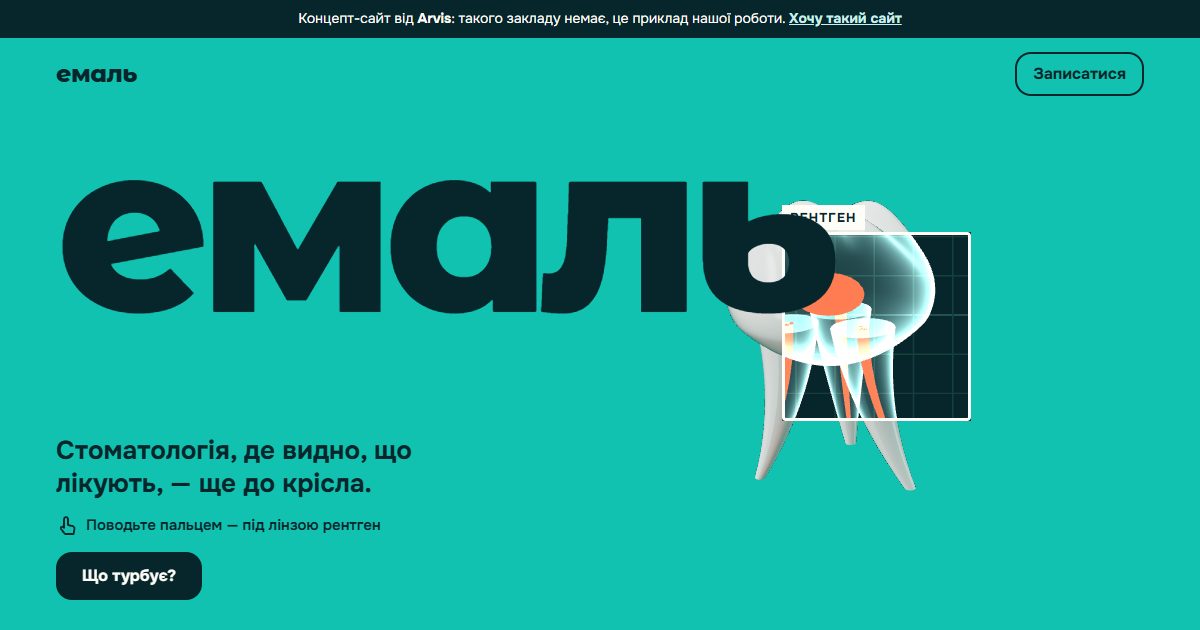 Концепт-сайт від Arvis: такого закладу немає, це приклад нашої роботи. Хочу такий сайт
емаль
Записатися
емаль
РЕНТГЕН
Стоматологія, де видно, що
лікують, — ще до крісла.
Поводьте пальцем — під лінзою рентген
Що турбує?